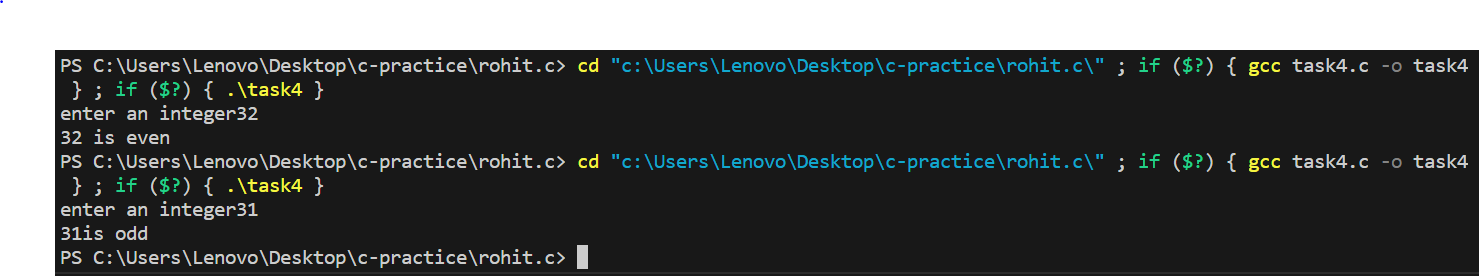 PS C:\Users\Lenovo\Desktop\c-practice\rohit.c> cd "c:\Users\Lenovo\Desktop\c-practice\rohit.c\" ; if ($?) { gcc task4.c -o task4
 } ; if ($?) { .\task4 }
enter an integer32
32 is even
PS C:\Users\Lenovo\Desktop\c-practice\rohit.c> cd "c:\Users\Lenovo\Desktop\c-practice\rohit.c\" ; if ($?) { gcc task4.c -o task4
 } ; if ($?) { .\task4 }
enter an integer31
31is odd
PS C:\Users\Lenovo\Desktop\c-practice\rohit.c>